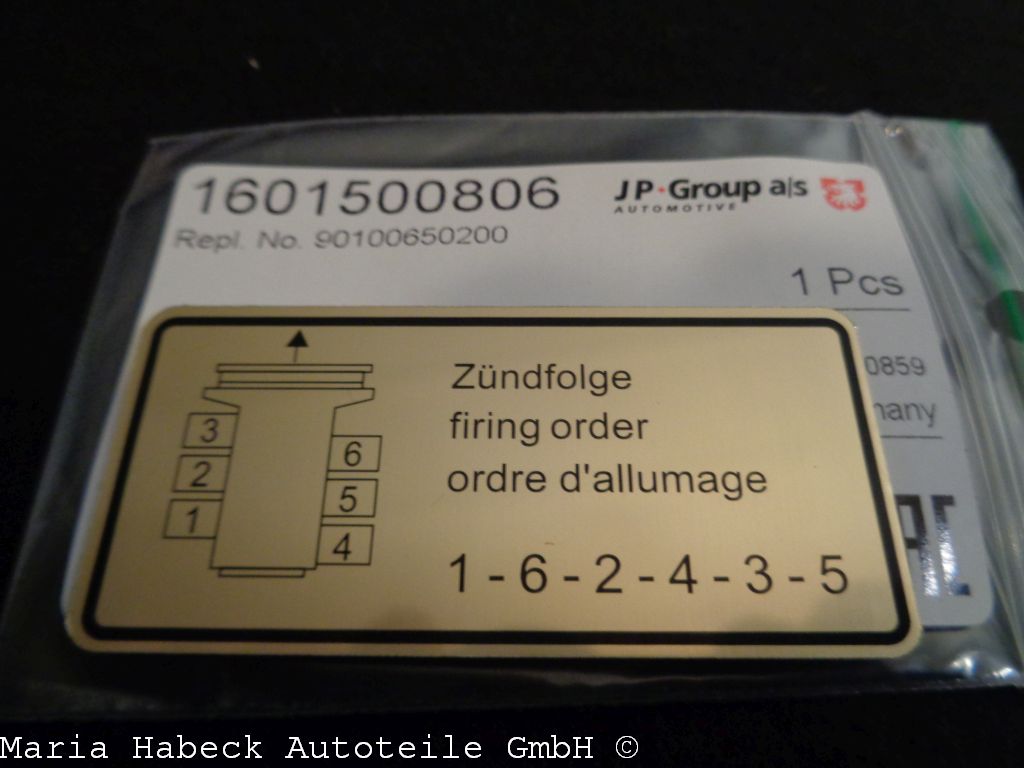 1601500806
JP·Group a|s
AUTOMOTIVE
Repl. No. 90100650200
1 Pcs
0859
Zündfolge
firing order
ordre d'allumage
1 - 6 - 2 - 4 - 3 - 5
3
2
1
6
5
4
Maria Habeck Autoteile GmbH ©